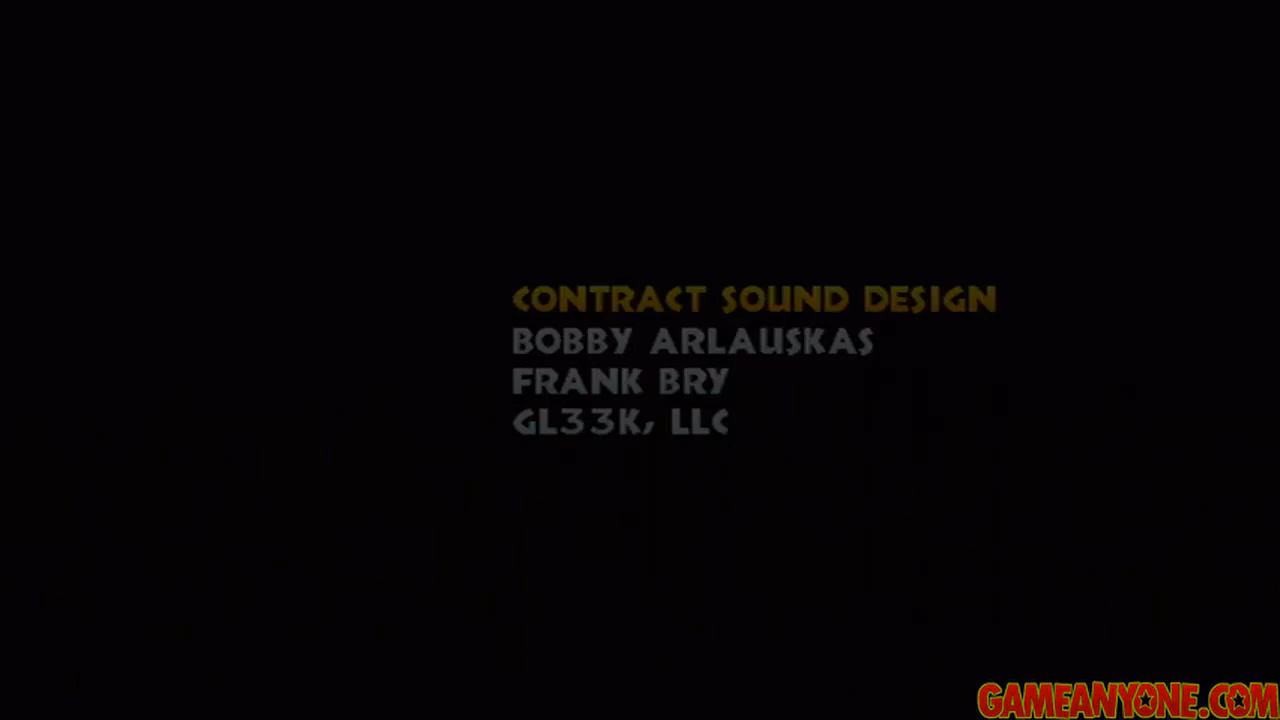 CONTRACT SOUND DESIGN
BOBBY ARLAUSKAS
FRANK BRY
GL33K, LLC
GAMEANYONE.COM